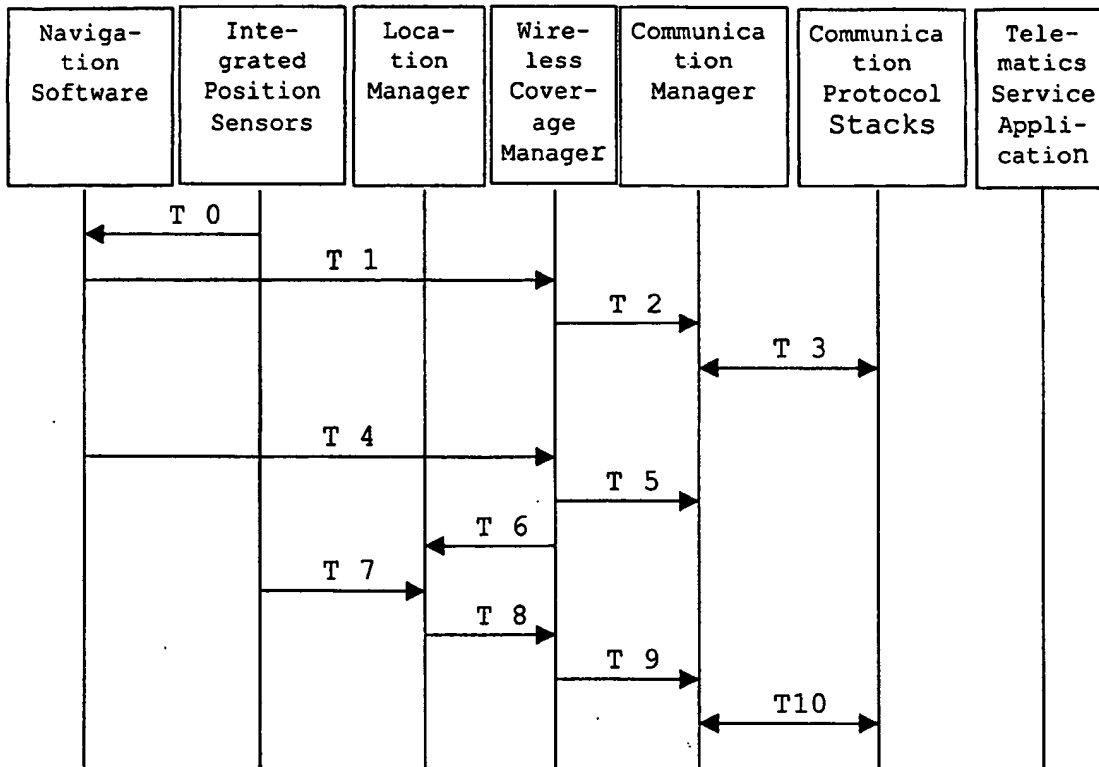 Naviga-
tion
Software
Inte-
grated
Position
Sensors
Loca-
tion
Manager
Wire-
less
Cover-
age
Manager
Communica
tion
Manager
Communica
tion
Protocol
Stacks
Tele-
matics
Service
Appli-
cation
T 0
T 1
T 2
T 3
T 4
T 5
T 6
T 7
T 8
T 9
T10